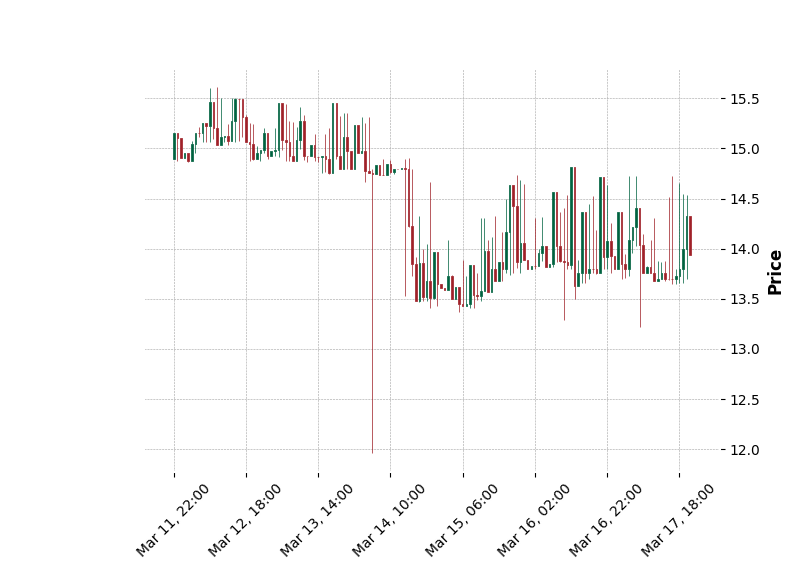 15.5
15.0
14.5
14.0
13.5
13.0
12.5
12.0
Price
Mar 11, 22:00
Mar 12, 18:00
Mar 13, 14:00
Mar 14, 10:00
Mar 15, 06:00
Mar 16, 02:00
Mar 16, 22:00
Mar 17, 18:00